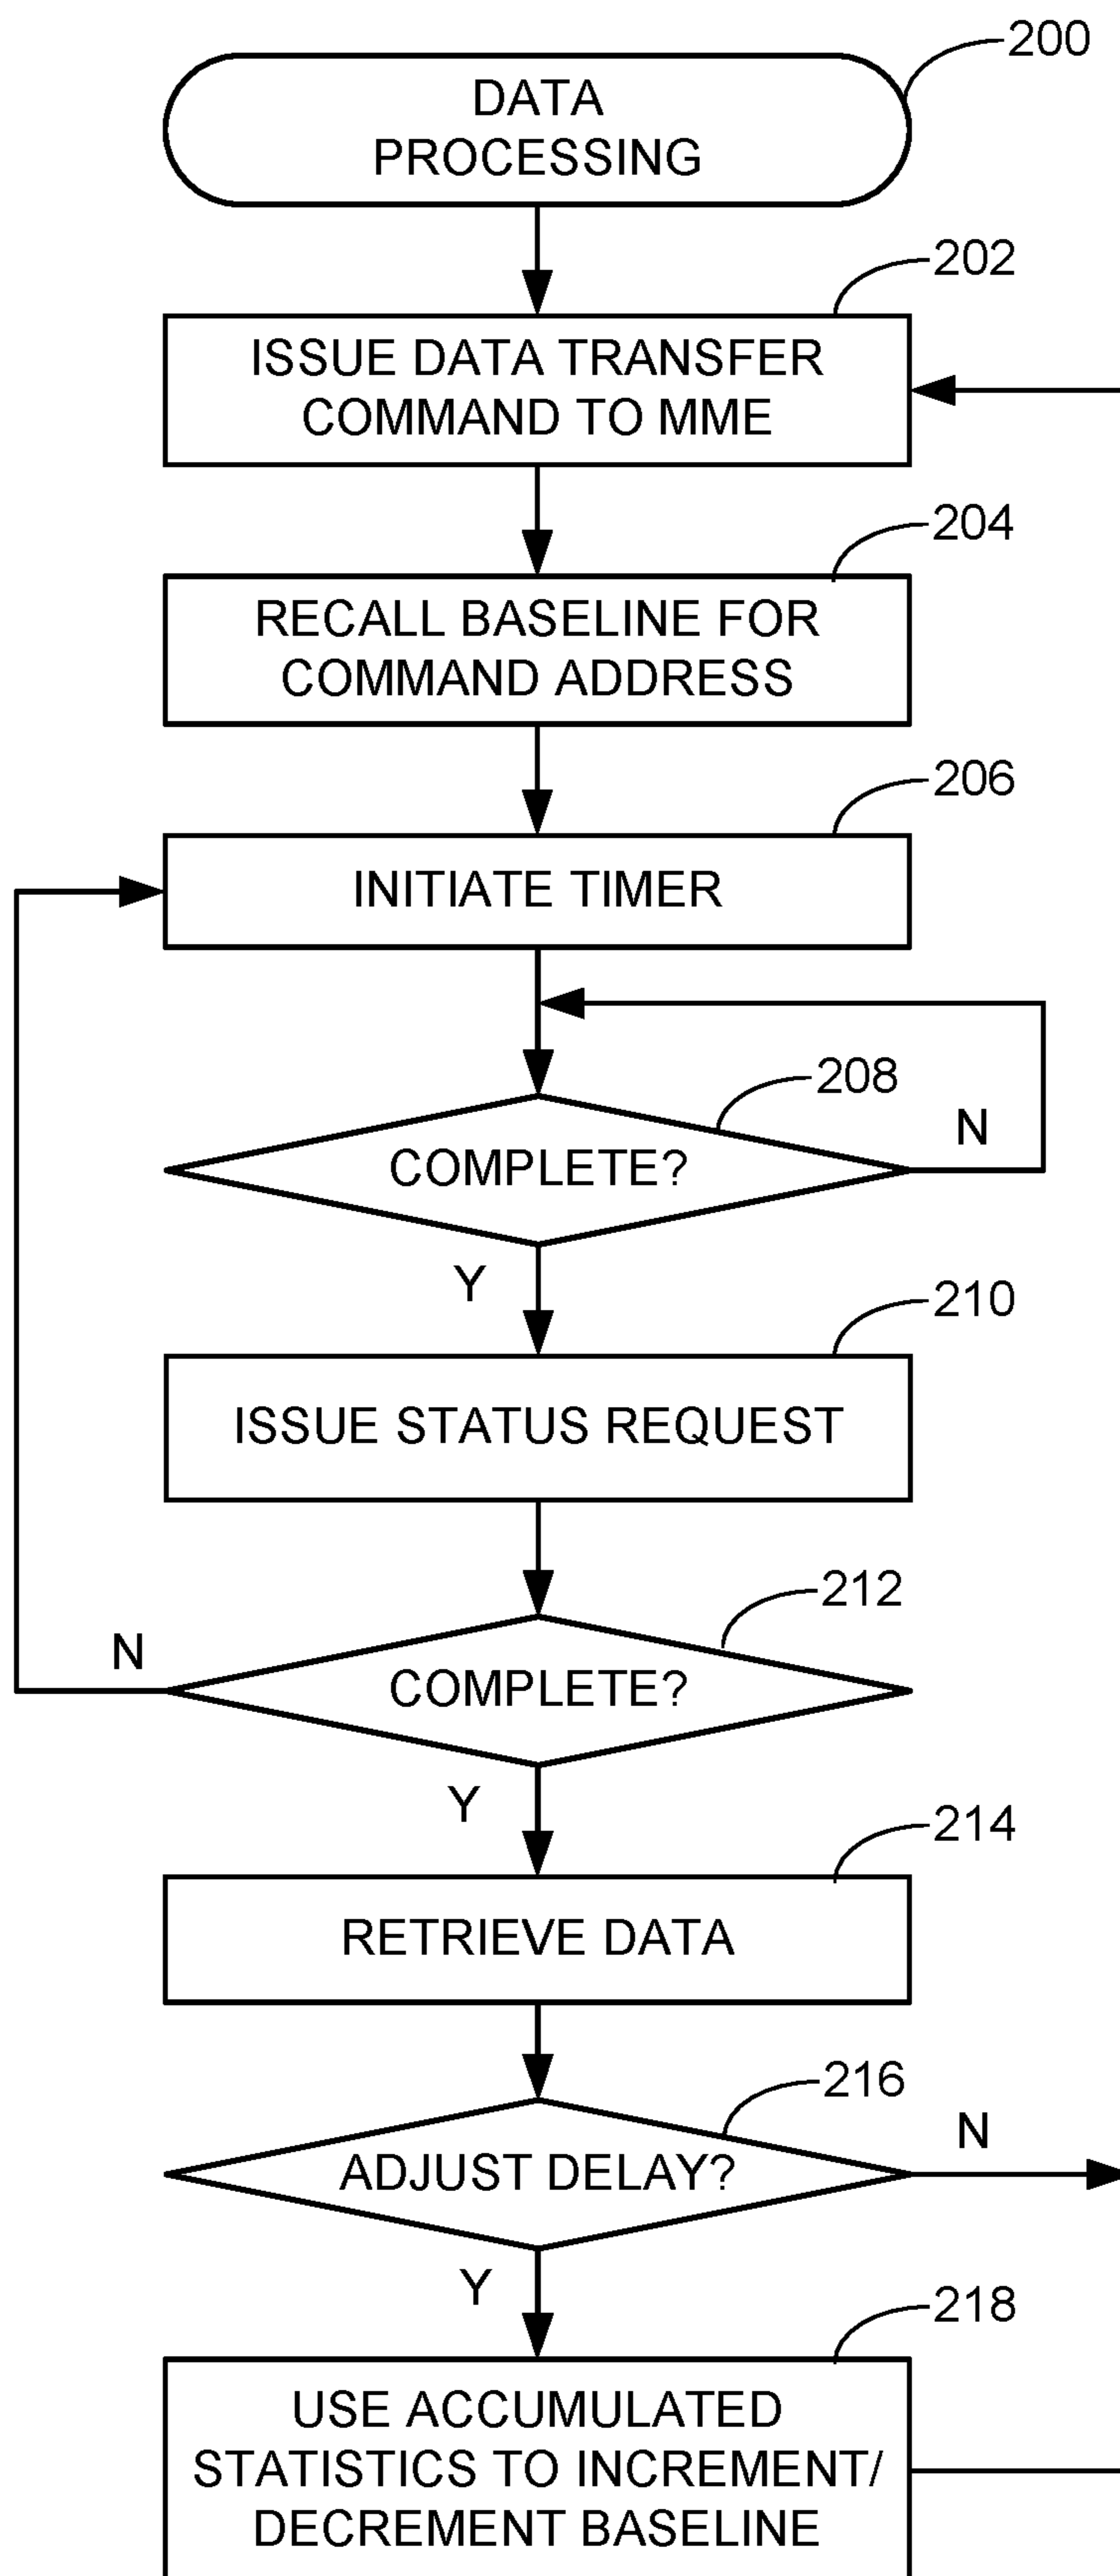 200
DATA
PROCESSING
202
ISSUE DATA TRANSFER
COMMAND TO MME
204
RECALL BASELINE FOR
COMMAND ADDRESS
206
INITIATE TIMER
208
COMPLETE?
N
Y
210
ISSUE STATUS REQUEST
212
N
COMPLETE?
Y
214
RETRIEVE DATA
216
N
ADJUST DELAY?
Y
218
USE ACCUMULATED
STATISTICS TO INCREMENT/
DECREMENT BASELINE